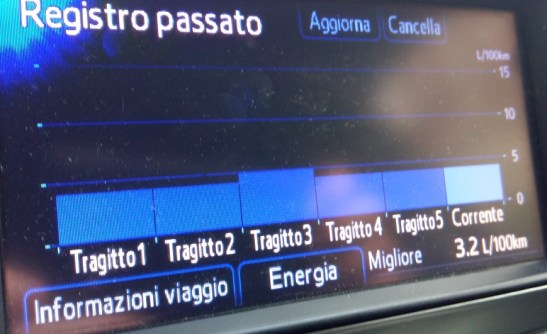 Registro passato Aggiorna Cancella
L/100km
15
10
5
0
Tragitto 1 Tragitto 2 Tragitto 3 Tragitto 4 Tragitto 5 Corrente
Informazioni viaggio Energia Migliore 3.2 L/100km